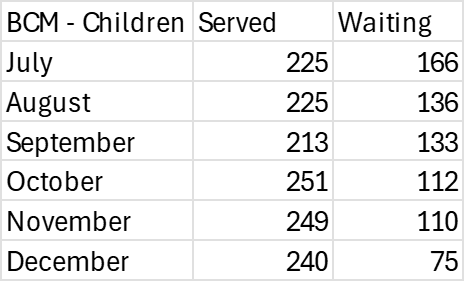 BCM - Children Served Waiting
July 225 166
August 225 136
September 213 133
October 251 112
November 249 110
December 240 75